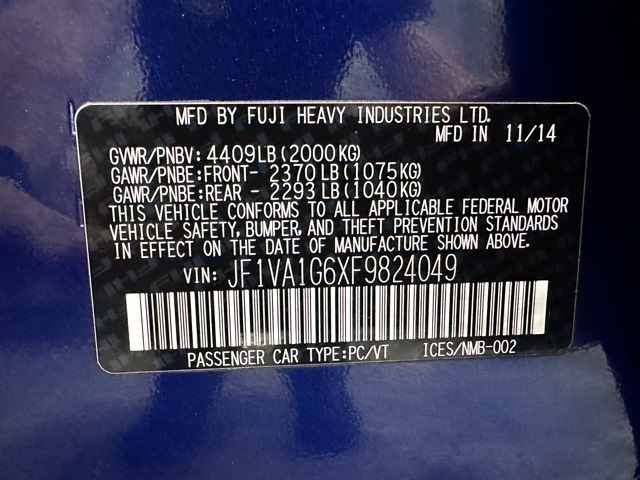 MFD BY FUJI HEAVY INDUSTRIES LTD.
MFD IN 11/14
GVWR/PNBV: 4409LB(2000KG)
GAWR/PNBE:FRONT- 2370LB(1075KG)
GAWR/PNBE:REAR - 2293LB(1040KG)
THIS VEHICLE CONFORMS TO ALL APPLICABLE FEDERAL MOTOR
VEHICLE SAFETY, BUMPER, AND THEFT PREVENTION STANDARDS
IN EFFECT ON THE DATE OF MANUFACTURE SHOWN ABOVE.
VIN: JF1VA1G6XF9824049
PASSENGER CAR TYPE:PC/VT ICES/NMB-002